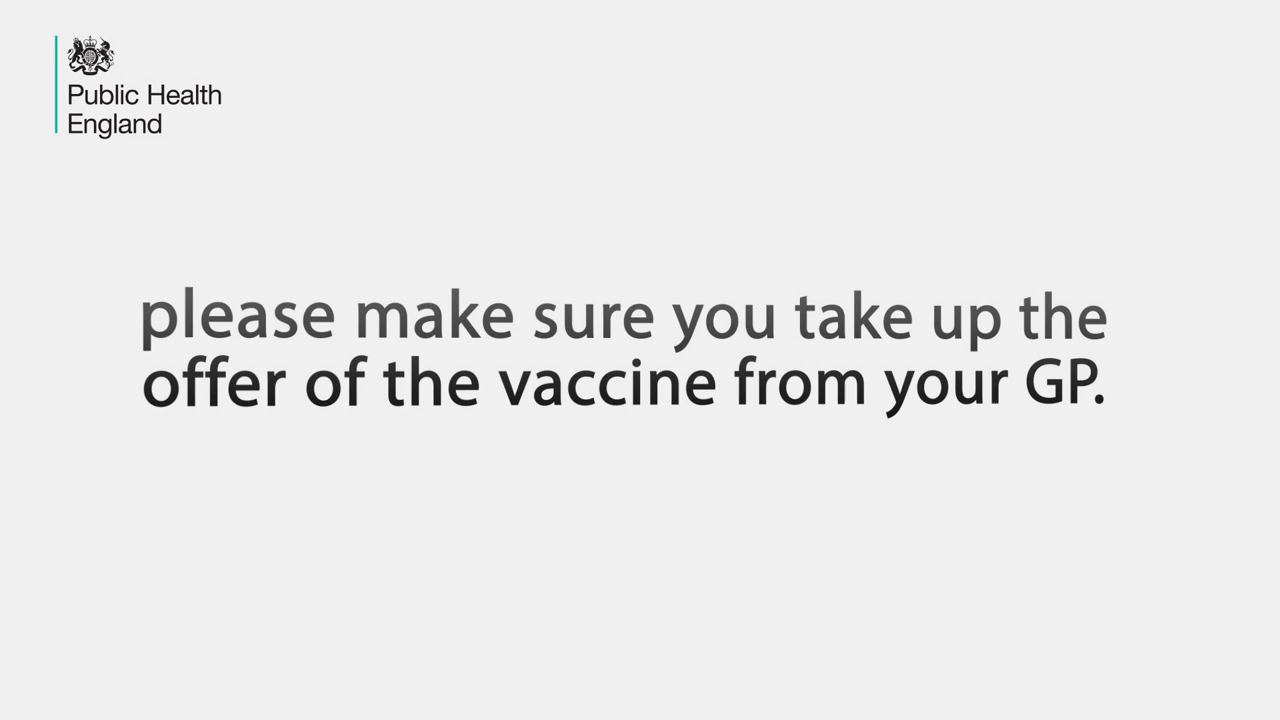 Public Health
England
please make sure you take up the
offer of the vaccine from your GP.